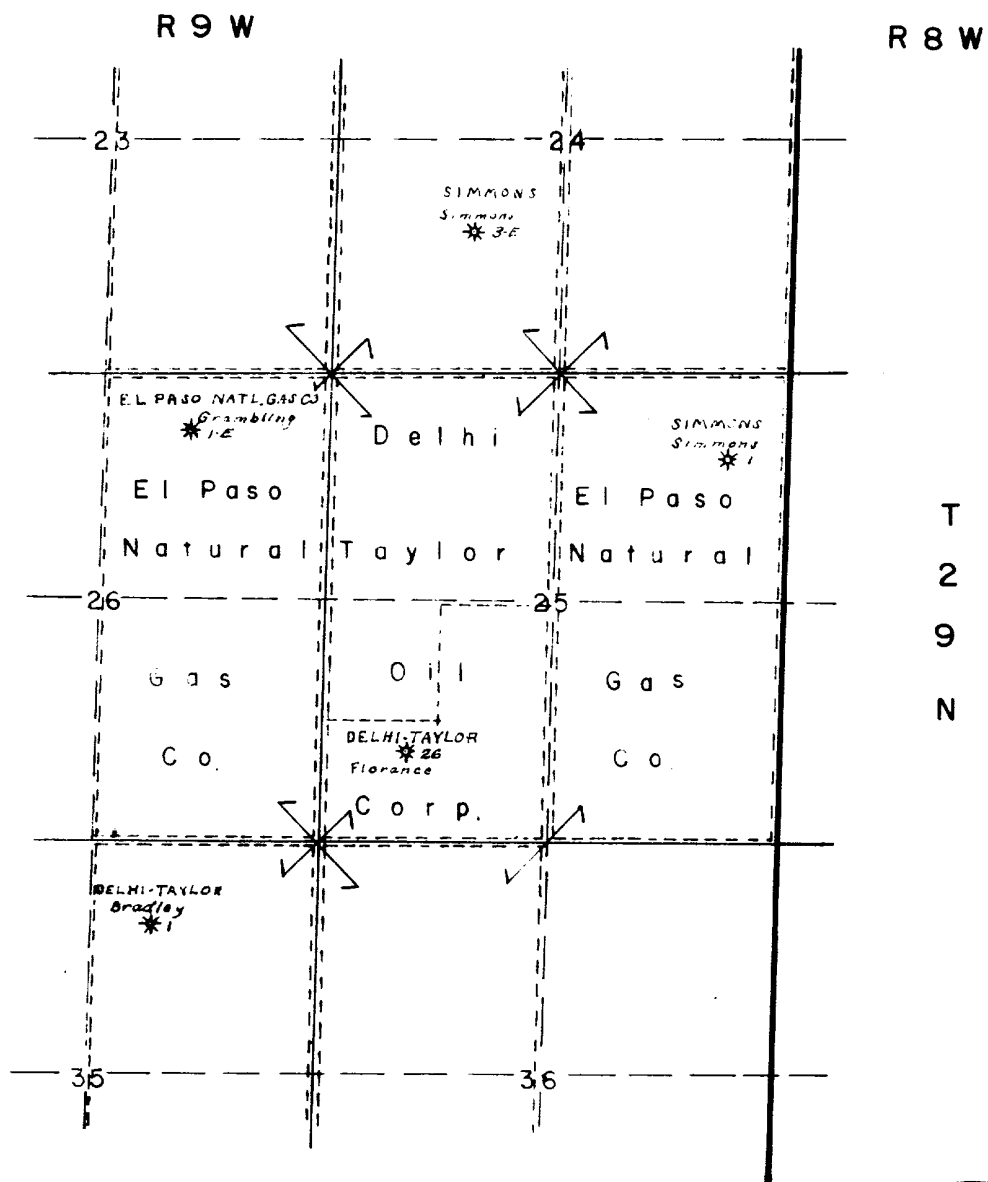 R 9 W
R 8 W
23
24
SIMMONS
Simmons
3-E
EL PASO NATL. GAS CO
Grambling
1-E
Delhi
SIMMONS
Simmons
1
El Paso
El Paso
Natural
Taylor
Natural
T
2
9
N
26
25
Gas
Oil
Gas
DELHI-TAYLOR
26
Florance
Co.
Co.
Corp.
DELHI-TAYLOR
Bradley
1
35
36